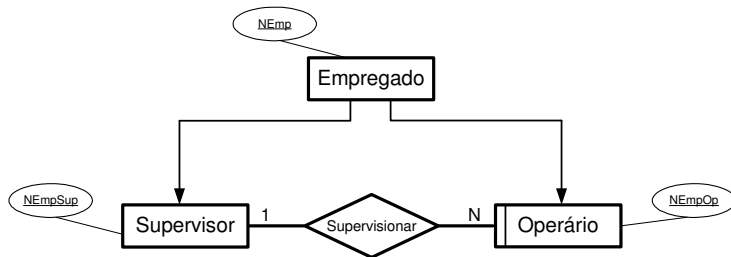 NEmp
Empregado
NEmpSup
NEmpOp
Supervisor
1
Supervisionar
N
Operário